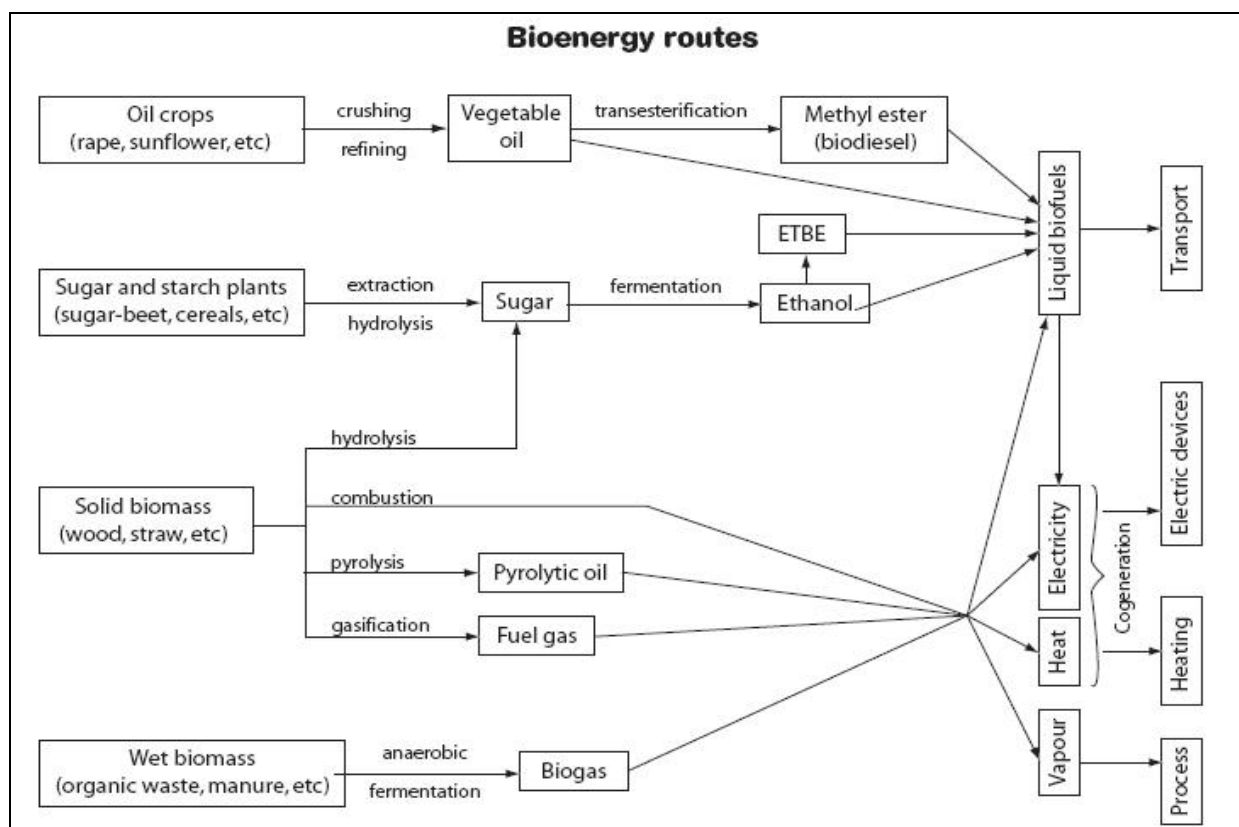 Bioenergy routes
Oil crops
(rape, sunflower, etc)
crushing
refining
Vegetable
oil
transesterification
Methyl ester
(biodiesel)
Liquid biofuels
Transport
ETBE
Sugar and starch plants
(sugar-beet, cereals, etc)
extraction
hydrolysis
Sugar
fermentation
Ethanol
hydrolysis
Solid biomass
(wood, straw, etc)
combustion
pyrolysis
Pyrolytic oil
gasification
Fuel gas
Electricity
Heat
Cogeneration
Electric devices
Heating
Wet biomass
(organic waste, manure, etc)
anaerobic
fermentation
Biogas
Vapour
Process